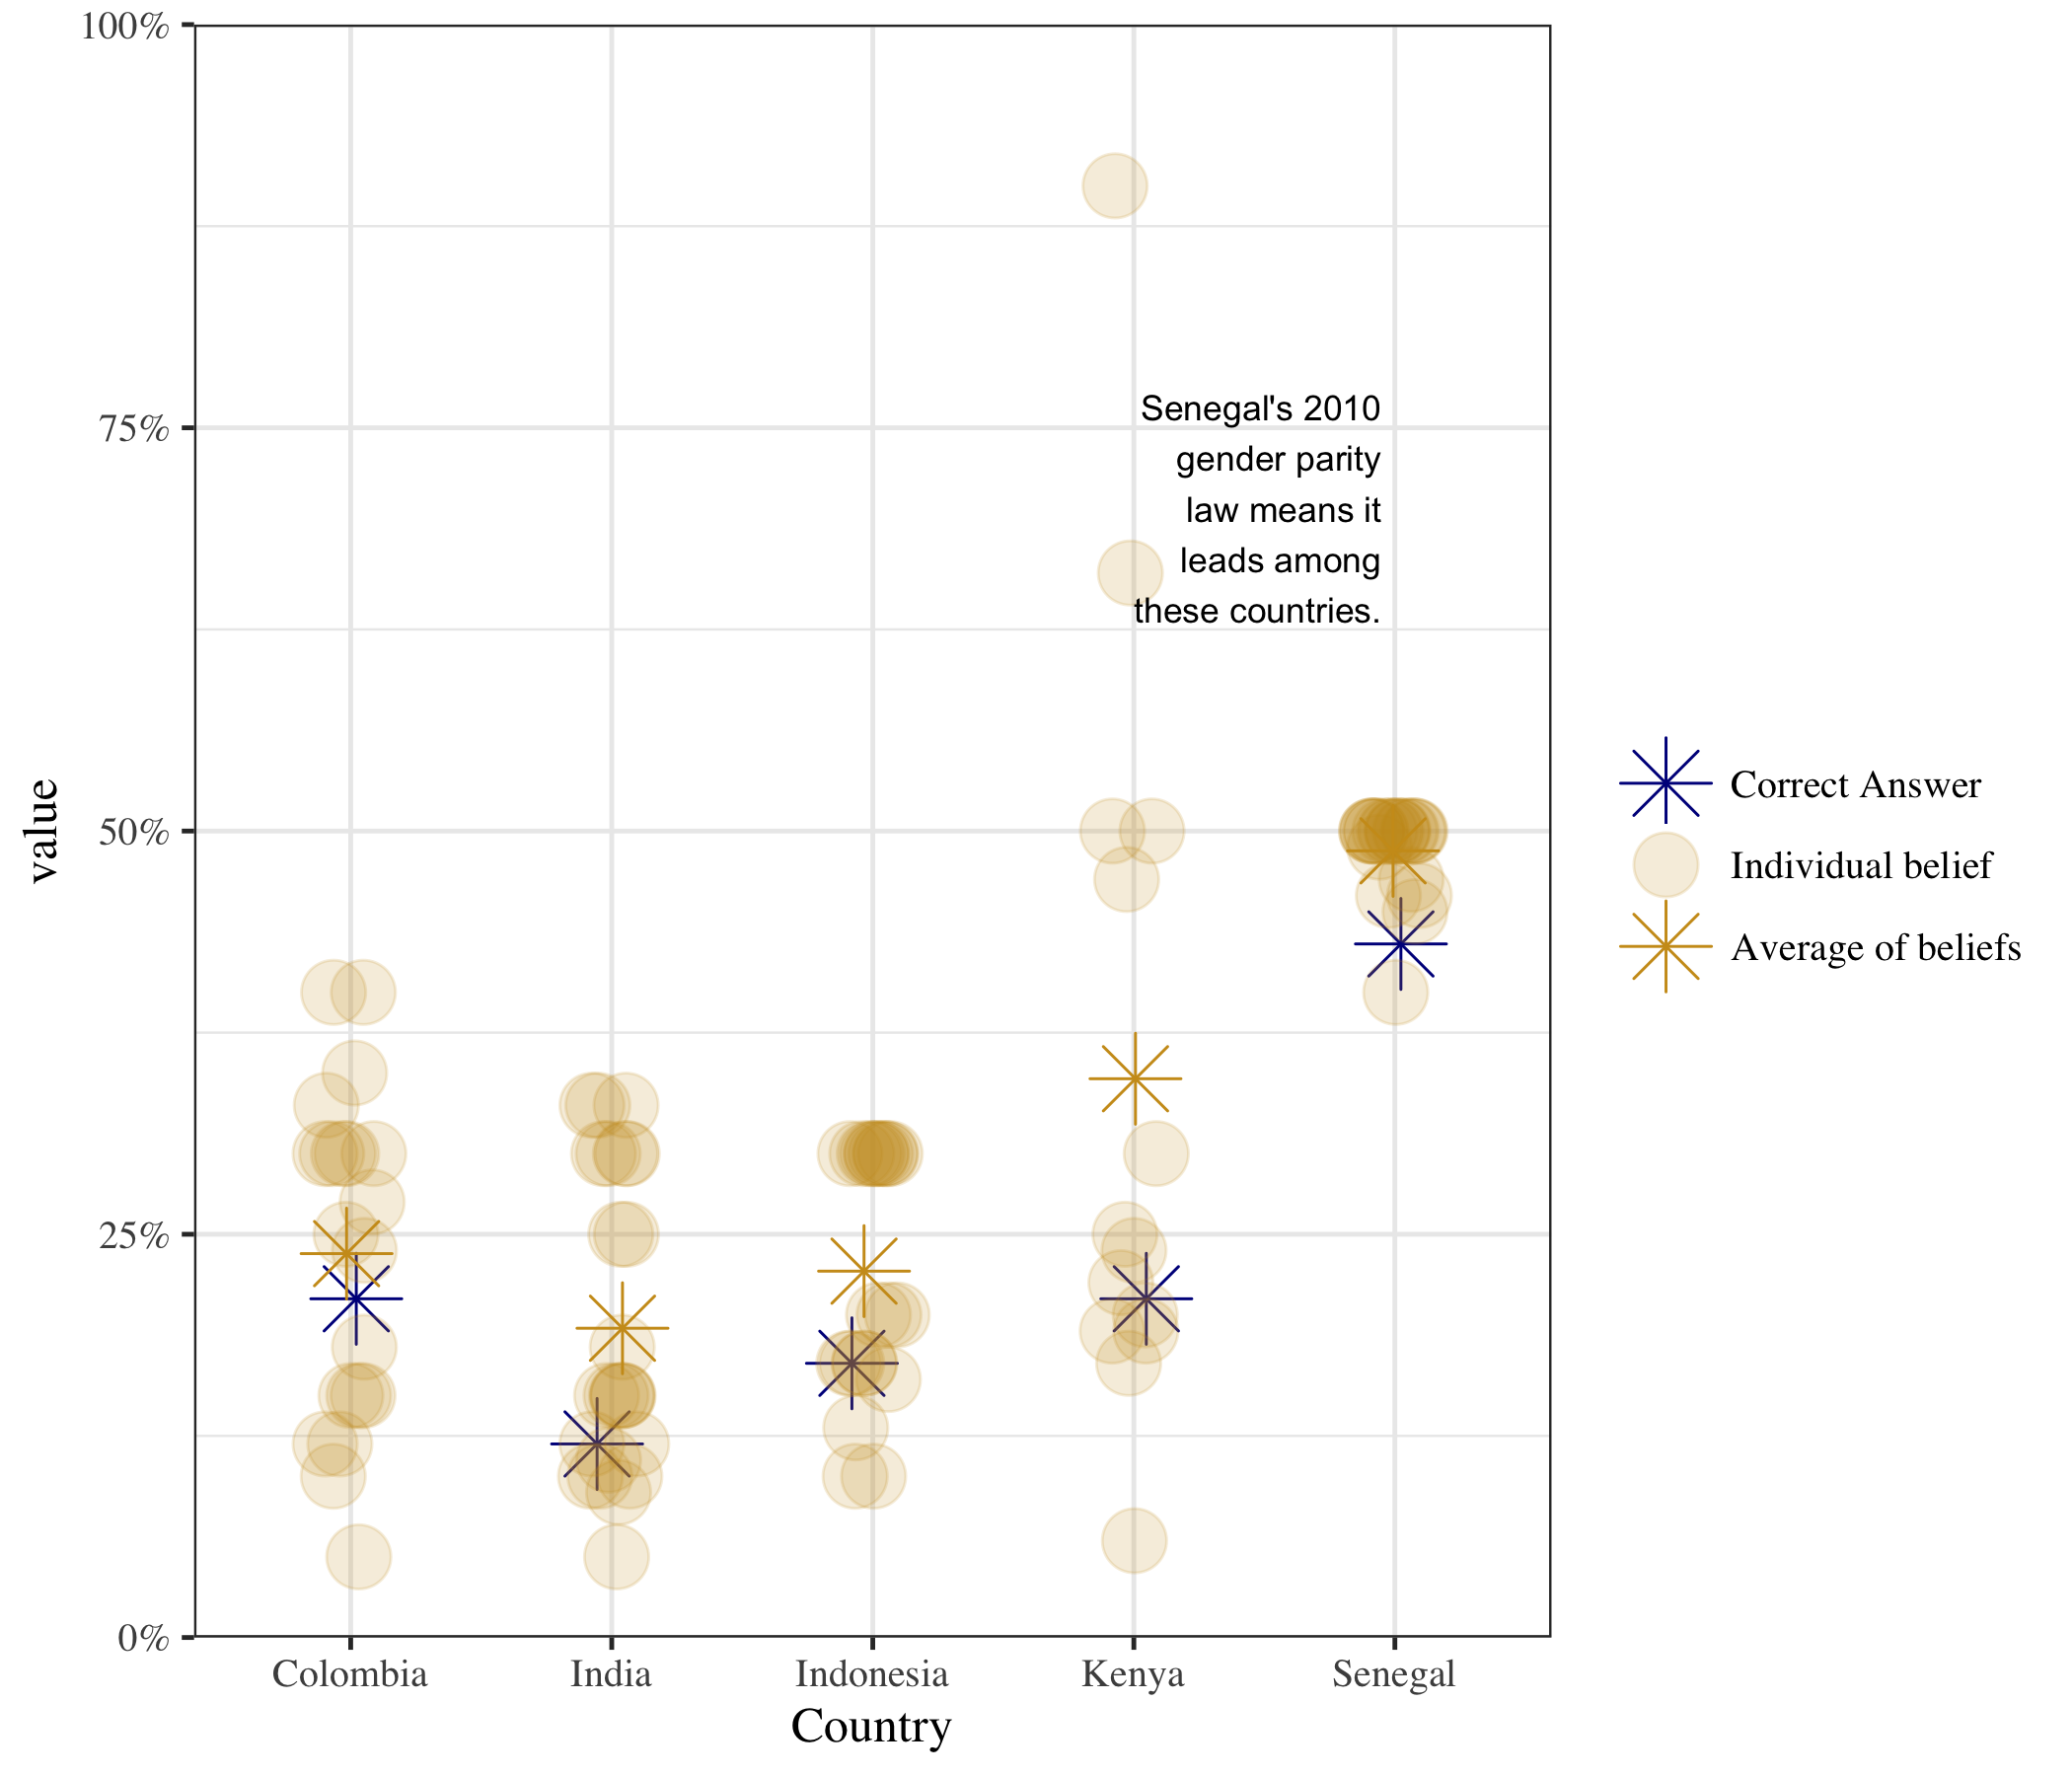 100%
75%
50%
25%
0%
value
Senegal's 2010
gender parity
law means it
leads among
these countries.
Colombia
India
Indonesia
Kenya
Senegal
Country
Correct Answer
Individual belief
Average of beliefs